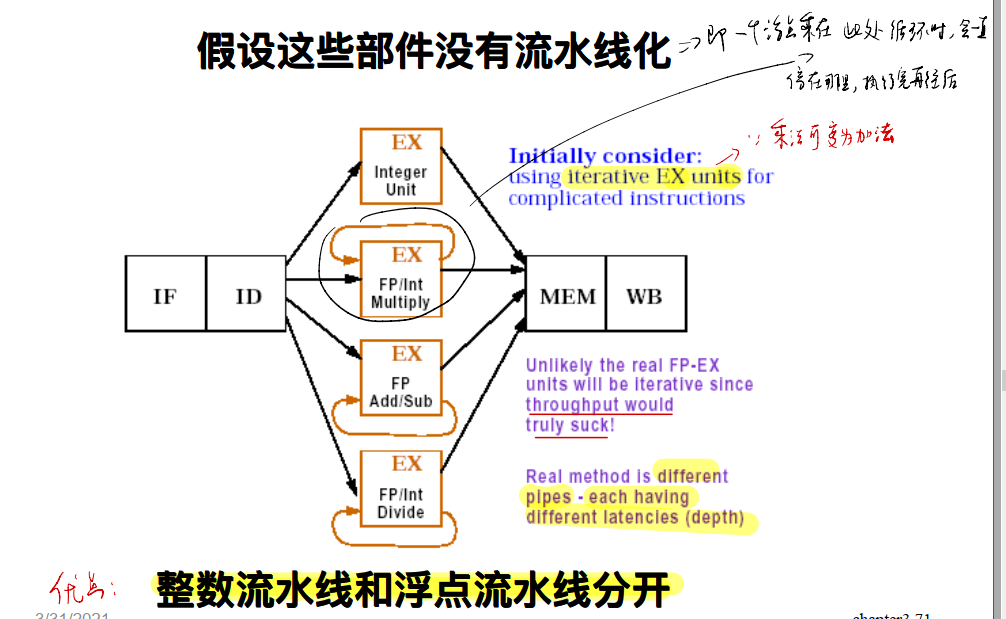 假设这些部件没有流水线化
=> 即一个浮点乘在 此处循环时, 会一直
停在那里, 执行完再往后
∵ 乘法可变为加法
Initially consider:
using iterative EX units for
complicated instructions
EX
Integer
Unit
EX
FP/Int
Multiply
IF
ID
MEM
WB
EX
FP
Add/Sub
Unlikely the real FP-EX
units will be iterative since
throughput would
truly suck!
EX
FP/Int
Divide
Real method is different
pipes - each having
different latencies (depth)
整数流水线和浮点流水线分开
3/31/2021
chapter3.71